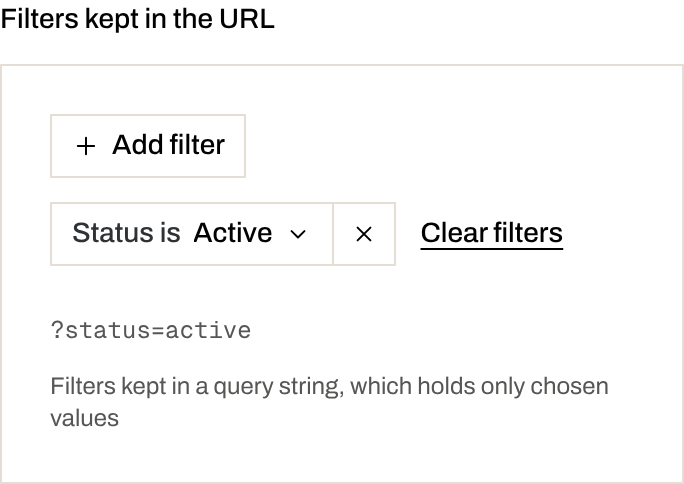 Filters kept in the URL
Add filter
Status is Active
Clear filters
?status=active
Filters kept in a query string, which holds only chosen
values